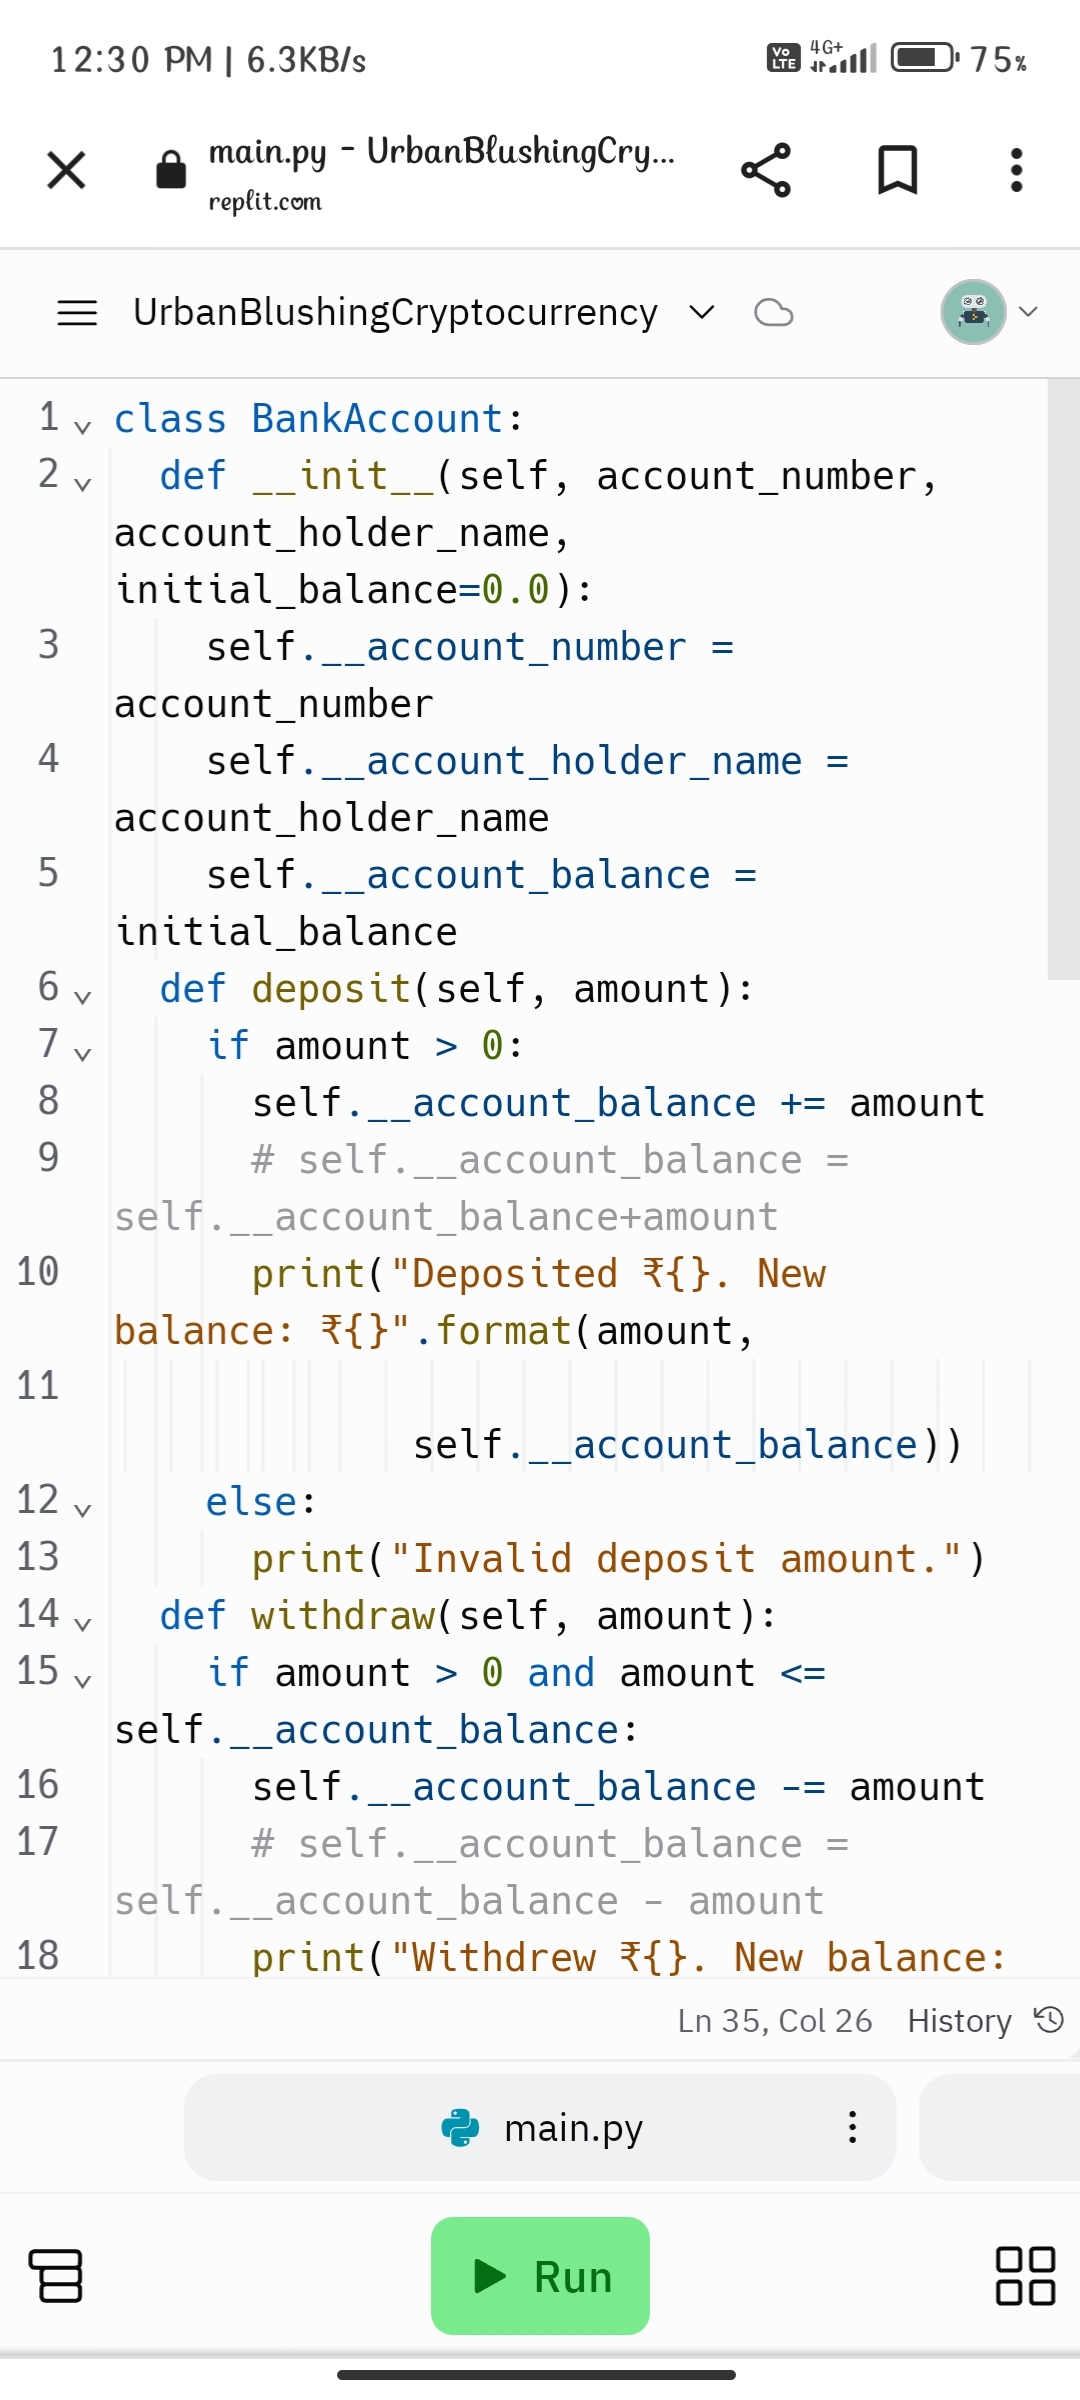 12:30 PM | 6.3KB/s Vo LTE 4G+ 75%
main.py - UrbanBlushingCry...
replit.com
UrbanBlushingCryptocurrency
1 class BankAccount:
2 def __init__(self, account_number,
account_holder_name,
initial_balance=0.0):
3 self.__account_number =
account_number
4 self.__account_holder_name =
account_holder_name
5 self.__account_balance =
initial_balance
6 def deposit(self, amount):
7 if amount > 0:
8 self.__account_balance += amount
9 # self.__account_balance =
self.__account_balance+amount
10 print("Deposited ₹{}. New
balance: ₹{}".format(amount,
11
self.__account_balance))
12 else:
13 print("Invalid deposit amount.")
14 def withdraw(self, amount):
15 if amount > 0 and amount <=
self.__account_balance:
16 self.__account_balance -= amount
17 # self.__account_balance =
self.__account_balance - amount
18 print("Withdrew ₹{}. New balance:
Ln 35, Col 26 History
main.py
Run